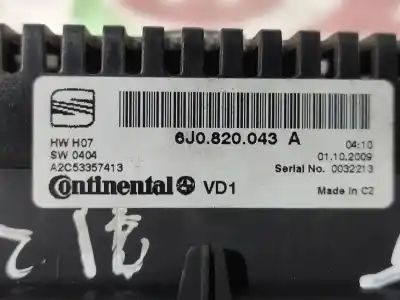 6J0.820.043 A
HW H07
SW 0404
A2C53357413
04:10
01.10.2009
Serial No. 0032213
Continental VD1
Made in C2